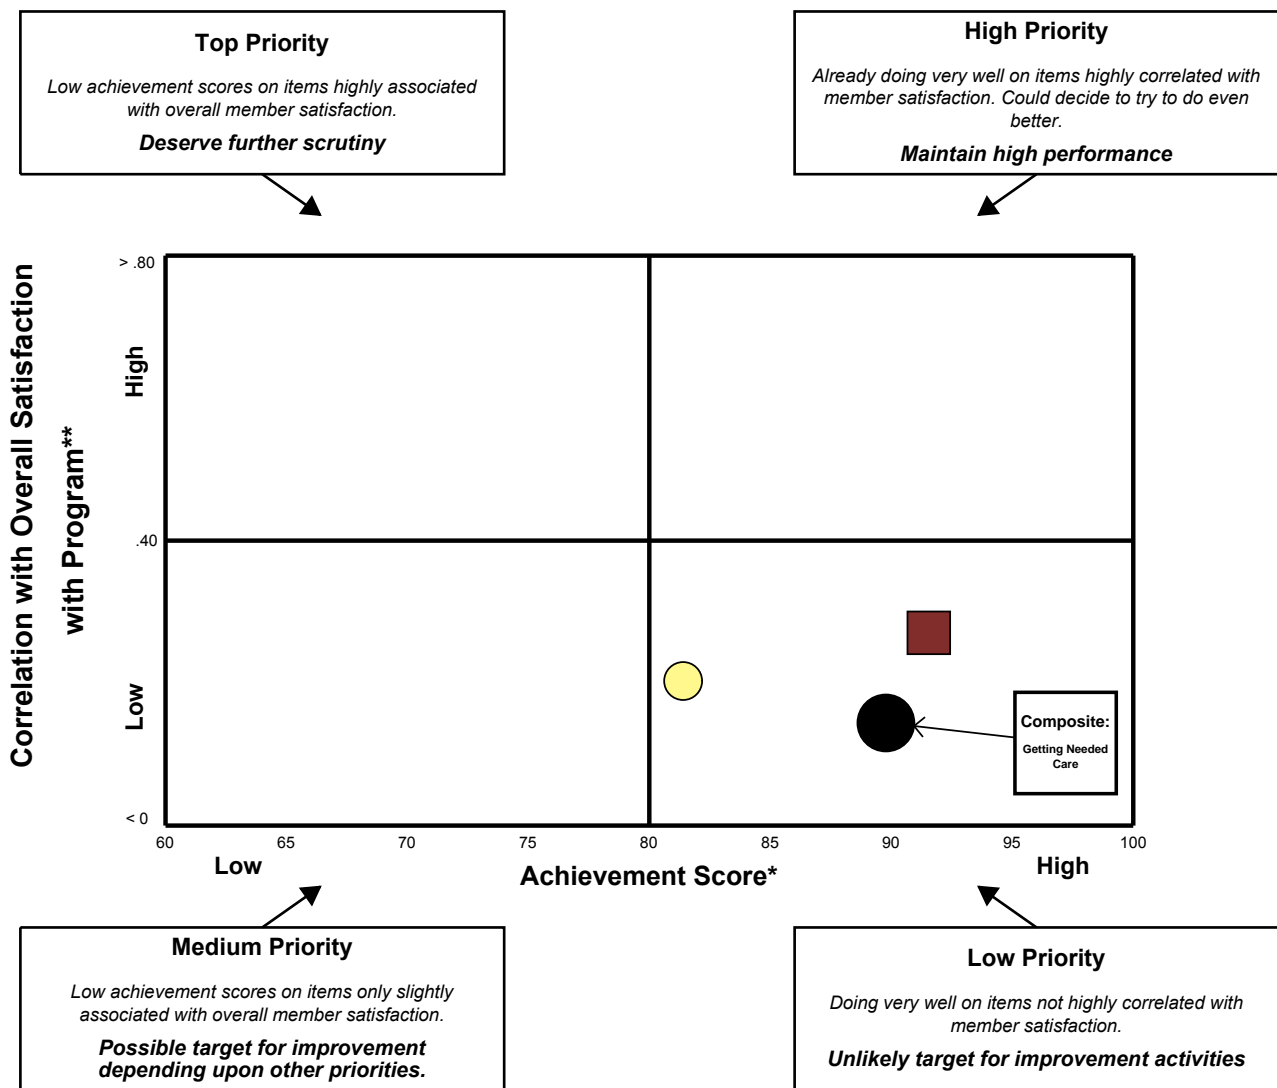 Top Priority
Low achievement scores on items highly associated
with overall member satisfaction.
Deserve further scrutiny
High Priority
Already doing very well on items highly correlated with
member satisfaction. Could decide to try to do even
better.
Maintain high performance
Correlation with Overall Satisfaction
with Program**
> .80
High
.40
Low
< 0
Composite:
Getting Needed
Care
60 65 70 75 80 85 90 95 100
Low
Achievement Score*
High
Medium Priority
Low achievement scores on items only slightly
associated with overall member satisfaction.
Possible target for improvement
depending upon other priorities.
Low Priority
Doing very well on items not highly correlated with
member satisfaction.
Unlikely target for improvement activities